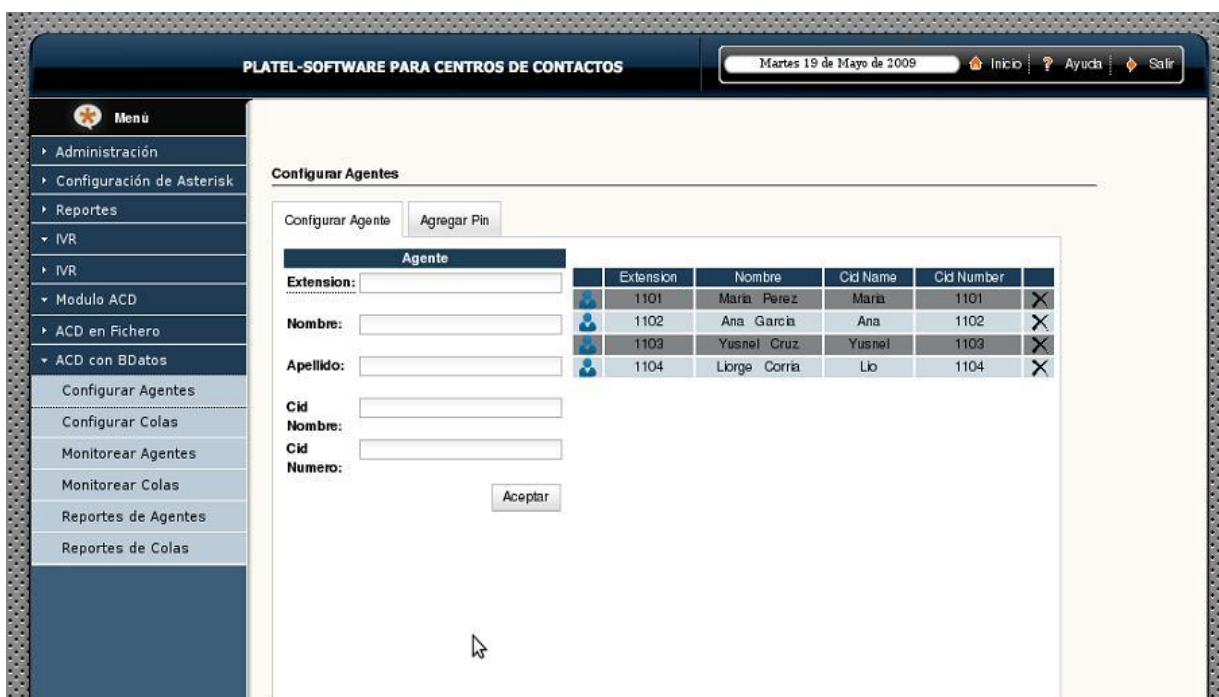 PLATEL-SOFTWARE PARA CENTROS DE CONTACTOS
Martes 19 de Mayo de 2009
Inicio ? Ayuda Salir
Menú
Administración
Configuración de Asterisk
Reportes
IVR
IVR
Modulo ACD
ACD en Fichero
ACD con BDatos
Configurar Agentes
Configurar Colas
Monitorear Agentes
Monitorear Colas
Reportes de Agentes
Reportes de Colas
Configurar Agentes
Configurar Agente Agregar Pin
Agente
Extension:
Nombre:
Apellido:
Cid Nombre:
Cid Numero:
Aceptar
Extension Nombre Cid Name Cid Number
1101 Maria Perez Maria 1101
1102 Ana Garcia Ana 1102
1103 Yusnel Cruz Yusnel 1103
1104 Liorge Corria Lio 1104